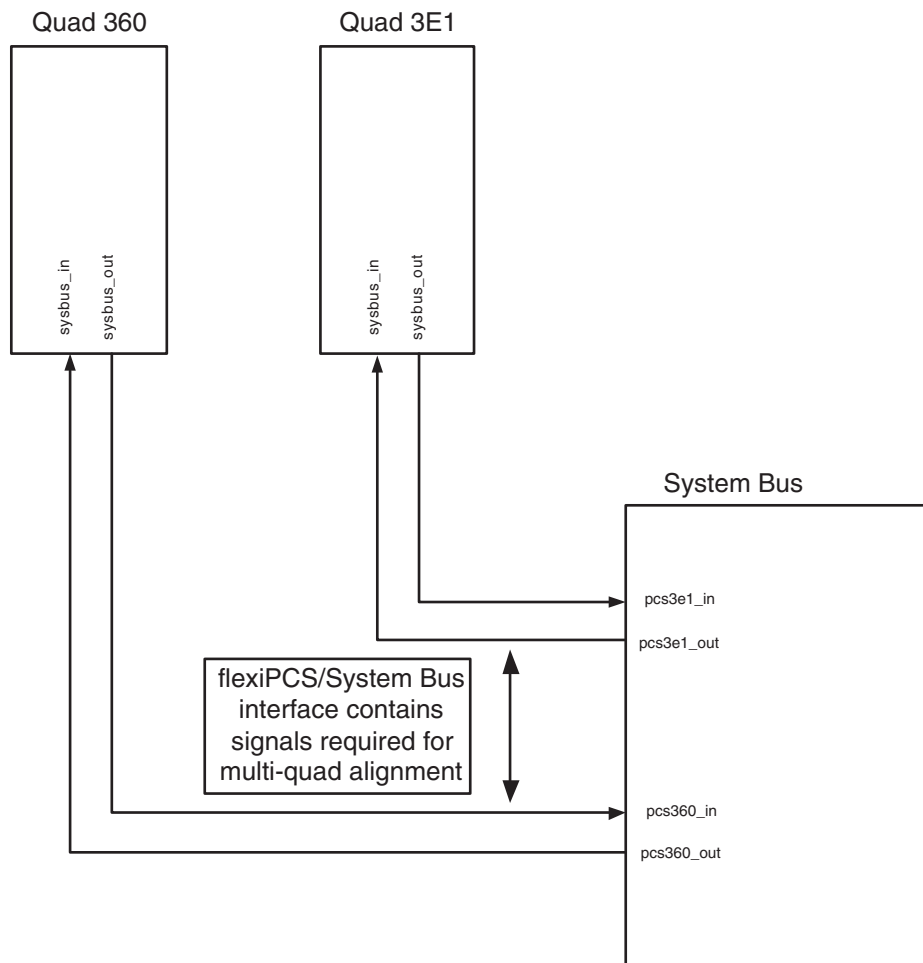 Quad 360
Quad 3E1
sysbus_in
sysbus_out
sysbus_in
sysbus_out
System Bus
pcs3e1_in
pcs3e1_out
flexiPCS/System Bus
interface contains
signals required for
multi-quad alignment
pcs360_in
pcs360_out